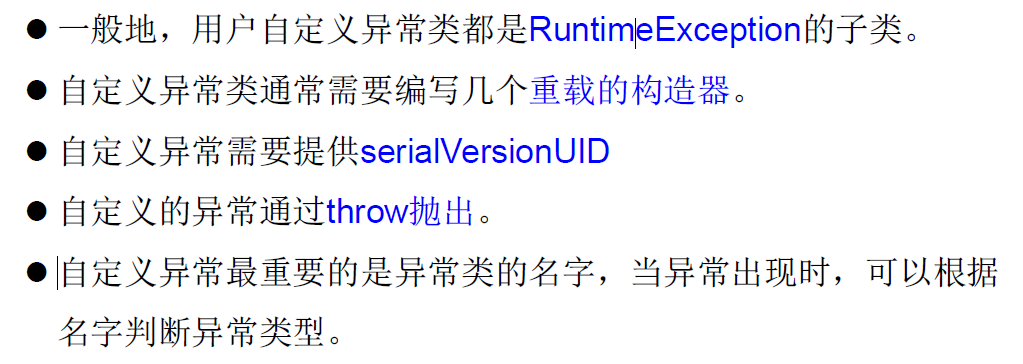 ● 一般地，用户自定义异常类都是RuntimeException的子类。
● 自定义异常类通常需要编写几个重载的构造器。
● 自定义异常需要提供serialVersionUID
● 自定义的异常通过throw抛出。
● 自定义异常最重要的是异常类的名字，当异常出现时，可以根据
名字判断异常类型。